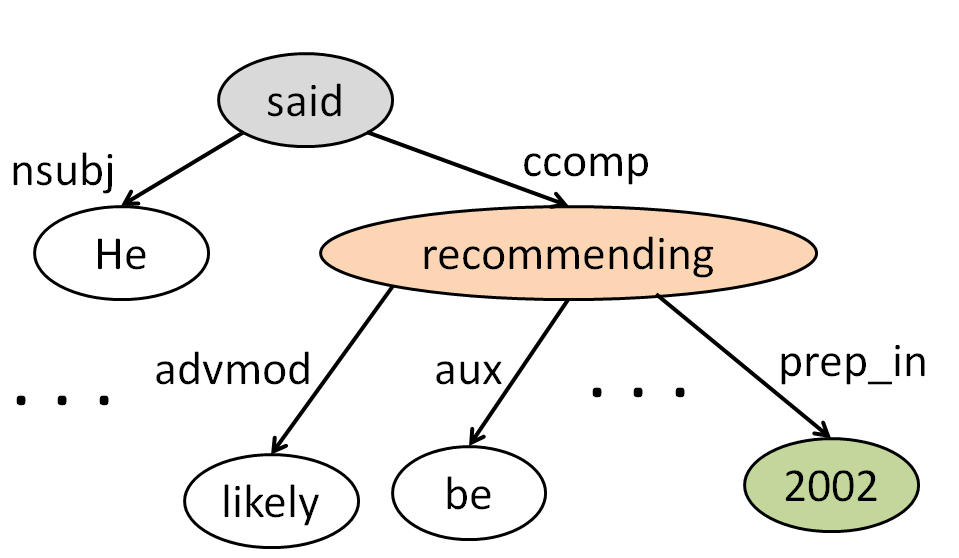 said
nsubj
ccomp
He
recommending
advmod
aux
. . .
prep_in
. . .
likely
be
2002